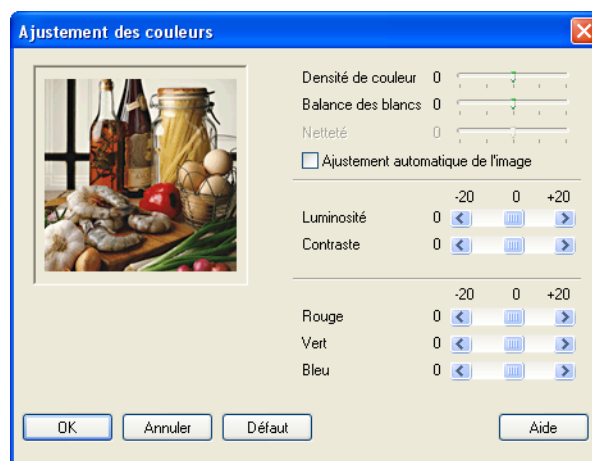 Ajustement des couleurs
Densité de couleur 0
Balance des blancs 0
Netteté 0
Ajustement automatique de l'image
-20 0 +20
Luminosité 0
Contraste 0
-20 0 +20
Rouge 0
Vert 0
Bleu 0
OK Annuler Défaut Aide